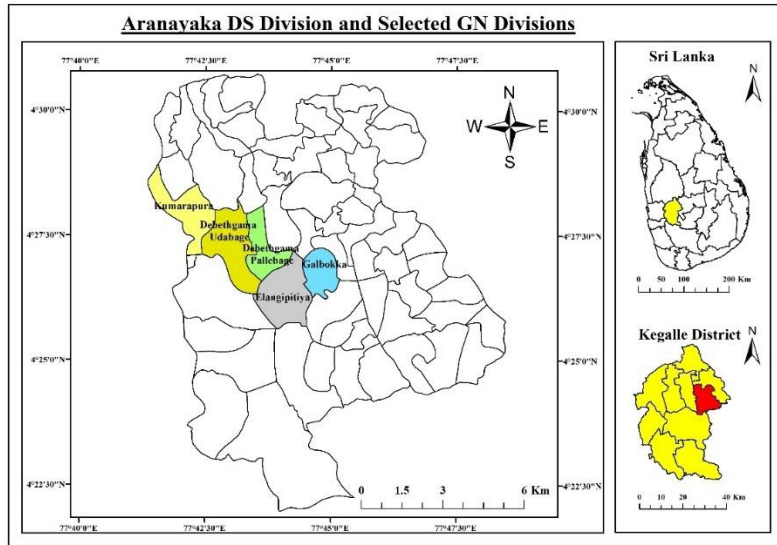 Aranayaka DS Division and Selected GN Divisions
77°40'0"E
77°42'30"E
77°45'0"E
77°47'30"E
4°30'0"N
4°30'0"N
N
W
E
S
Kumarapura
Debethgama
Udabage
4°27'30"N
4°27'30"N
Debethgama
Pallebage
Galbokka
Elangipitiya
4°25'0"N
4°25'0"N
4°22'30"N
4°22'30"N
0 1.5 3 6 Km
77°40'0"E
77°42'30"E
77°45'0"E
77°47'30"E
Sri Lanka
N
0 50 100 200 Km
Kegalle District
N
0 10 20 40 Km